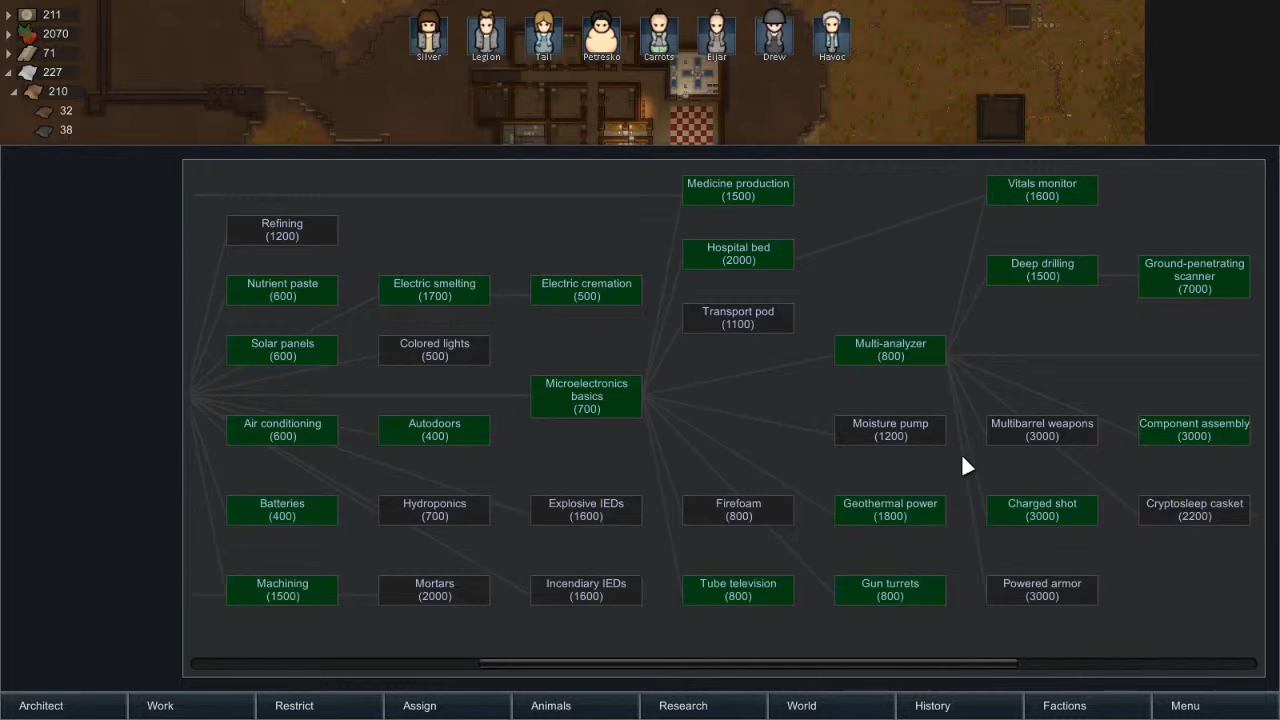 211
2070
71
227
210
32
38
Silver
Legion
Tail
Petresko
Carrots
Eljar
Drew
Havoc
Medicine production
(1500)
Vitals monitor
(1600)
Refining
(1200)
Hospital bed
(2000)
Deep drilling
(1500)
Ground-penetrating
scanner
(7000)
Nutrient paste
(600)
Electric smelting
(1700)
Electric cremation
(500)
Transport pod
(1100)
Solar panels
(600)
Colored lights
(500)
Multi-analyzer
(800)
Microelectronics
basics
(700)
Air conditioning
(600)
Autodoors
(400)
Moisture pump
(1200)
Multibarrel weapons
(3000)
Component assembly
(3000)
Batteries
(400)
Hydroponics
(700)
Explosive IEDs
(1600)
Firefoam
(800)
Geothermal power
(1800)
Charged shot
(3000)
Cryptosleep casket
(2200)
Machining
(1500)
Mortars
(2000)
Incendiary IEDs
(1600)
Tube television
(800)
Gun turrets
(800)
Powered armor
(3000)
Architect
Work
Restrict
Assign
Animals
Research
World
History
Factions
Menu